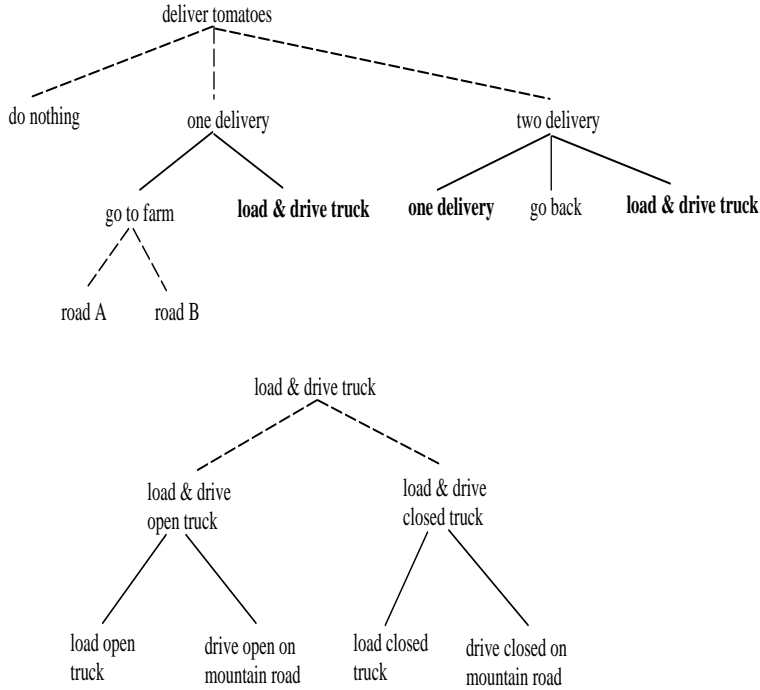 deliver tomatoes
do nothing
one delivery
two delivery
go to farm
load & drive truck
one delivery
go back
load & drive truck
road A
road B
load & drive truck
load & drive
open truck
load & drive
closed truck
load open
truck
drive open on
mountain road
load closed
truck
drive closed on
mountain road